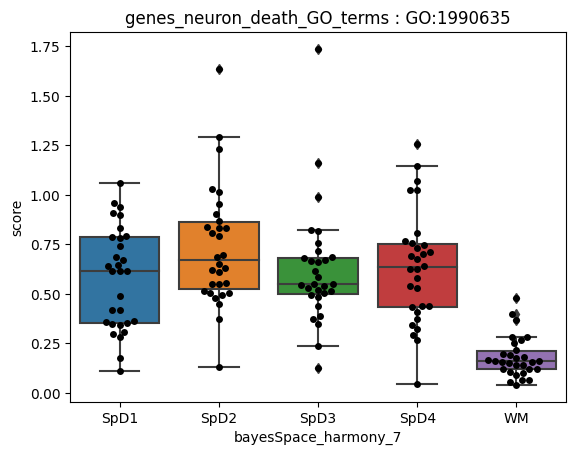 genes_neuron_death_GO_terms : GO:1990635
1.75
1.50
1.25
1.00
0.75
0.50
0.25
0.00
score
SpD1 SpD2 SpD3 SpD4 WM
bayesSpace_harmony_7